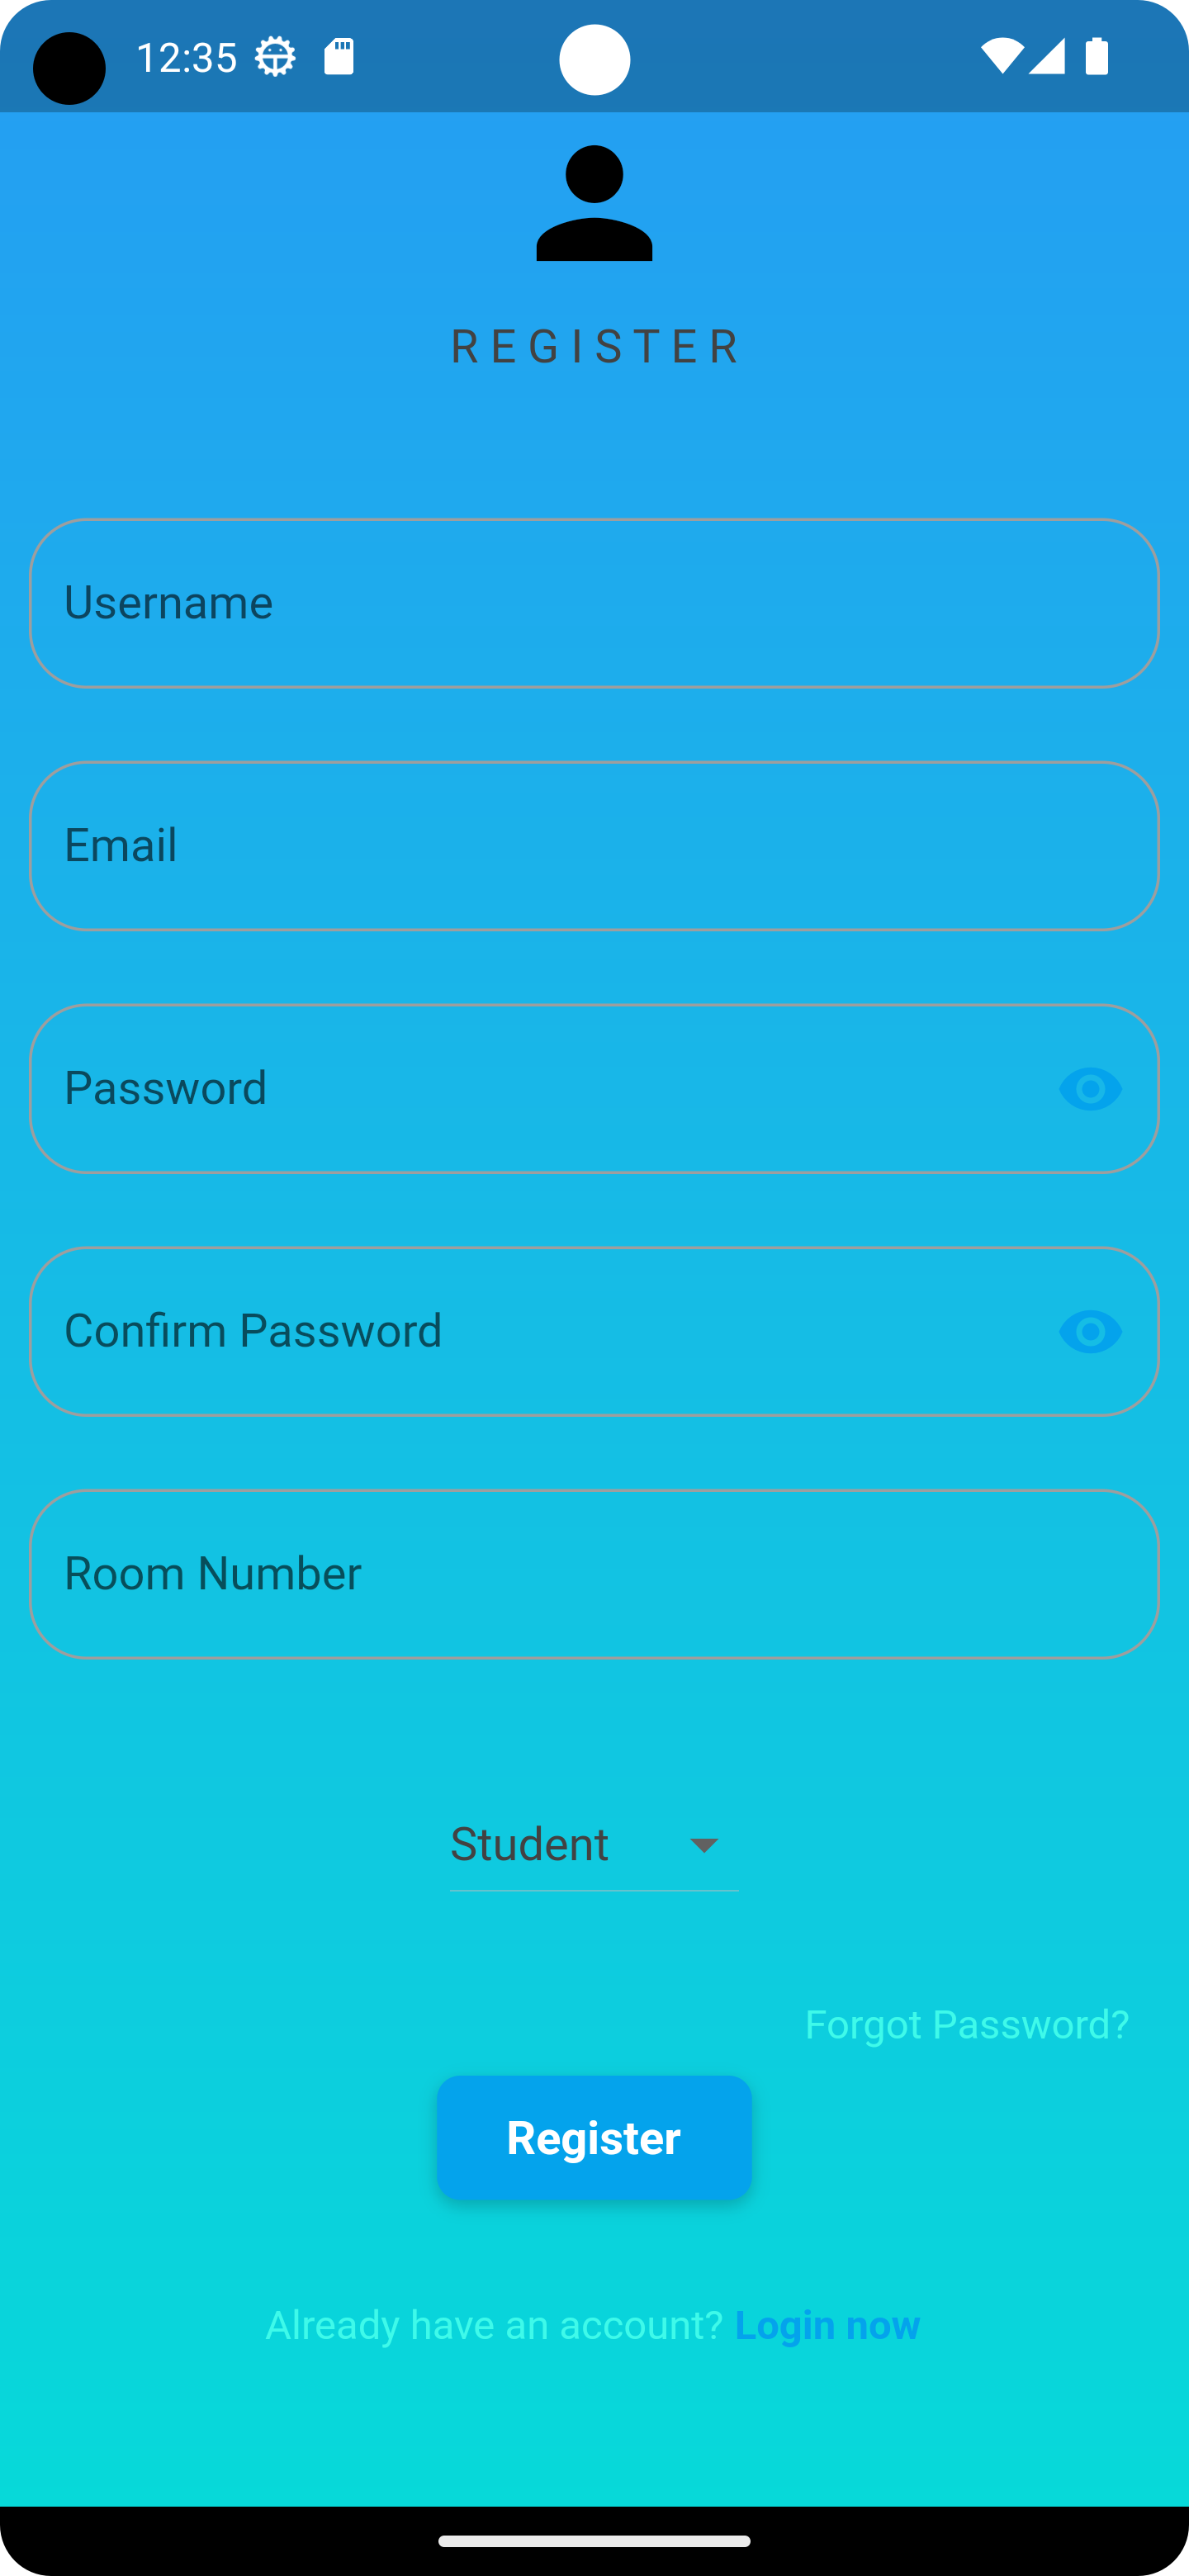 12:35
R E G I S T E R
Username
Email
Password
Confirm Password
Room Number
Student
Forgot Password?
Register
Already have an account? Login now